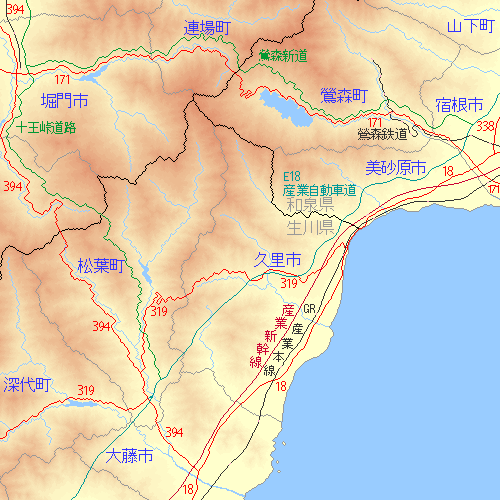 394
連場町
山下町
鶯森新道
171
堀門市
鶯森町
宿根市
十王峠道路
171
338
鶯森鉄道
美砂原市
18
E18
産業自動車道
171
394
和泉県
生川県
松葉町
久里市
319
319
GR
産業本線
産業新幹線
394
深代町
319
18
394
大藤市
18